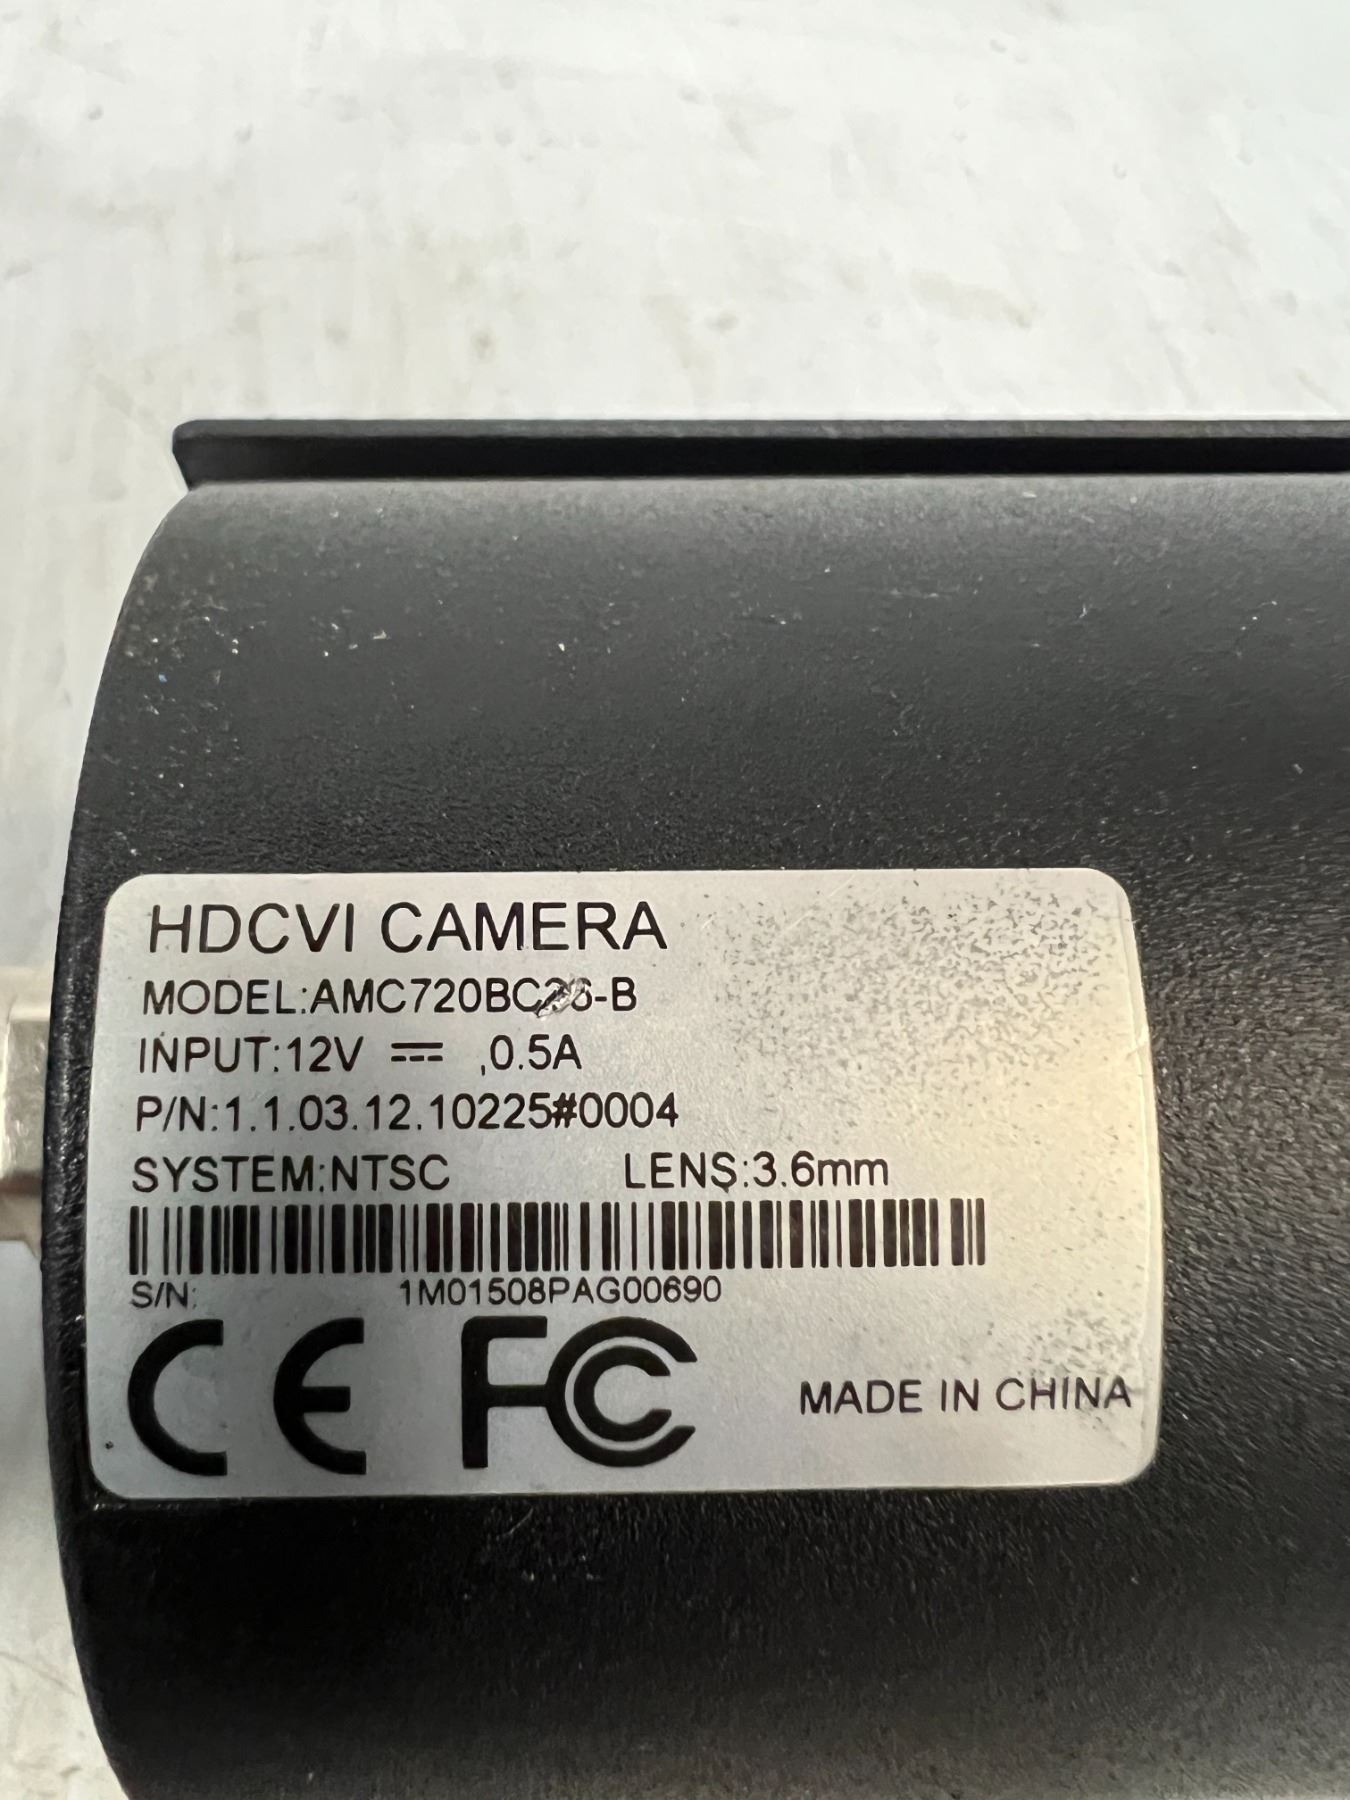 HDCVI CAMERA
INPUT:12V ⎓ ,0.5A
P/N:1.1.03.12.10225#0004
SYSTEM:NTSC LENS:3.6mm
S/N: 1M01508PAG00690
CE FC
MADE IN CHINA